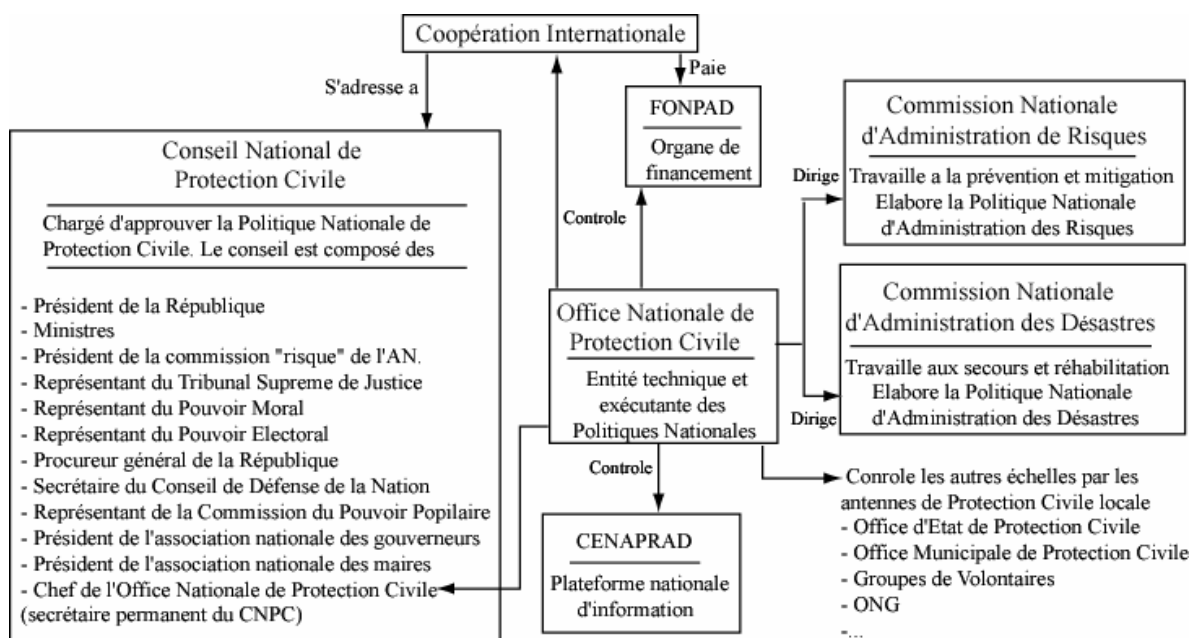 Coopération Internationale
S'adresse a
Paie
Conseil National de
Protection Civile
Chargé d'approuver la Politique Nationale de
Protection Civile. Le conseil est composé des
- Président de la République
- Ministres
- Président de la commission "risque" de l'AN.
- Représentant du Tribunal Supreme de Justice
- Représentant du Pouvoir Moral
- Représentant du Pouvoir Electoral
- Procureur général de la République
- Secrétaire du Conseil de Défense de la Nation
- Représentant de la Commission du Pouvoir Popilaire
- Président de l'association nationale des gouverneurs
- Président de l'association nationale des maires
- Chef de l'Office Nationale de Protection Civile
(secrétaire permanent du CNPC)
FONPAD
Organe de
financement
Controle
Office Nationale de
Protection Civile
Entité technique et
exécutante des
Politiques Nationales
Controle
CENAPRAD
Plateforme nationale
d'information
Dirige
Commission Nationale
d'Administration de Risques
Travaille a la prévention et mitigation
Elabore la Politique Nationale
d'Administration des Risques
Commission Nationale
d'Administration des Désastres
Travaille aux secours et réhabilitation
Elabore la Politique Nationale
d'Administration des Désastres
Dirige
Conrole les autres échelles par les
antennes de Protection Civile locale
- Office d'Etat de Protection Civile
- Office Municipale de Protection Civile
- Groupes de Volontaires
- ONG
-...